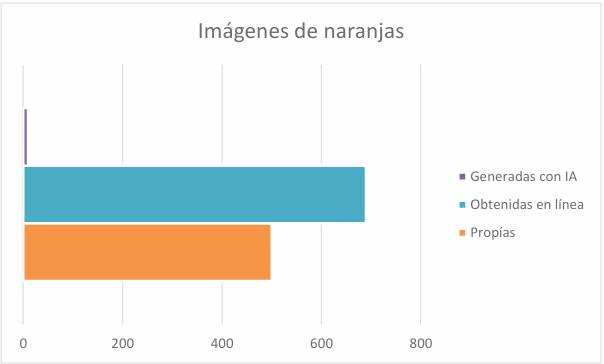 Imágenes de naranjas
Generadas con IA
Obtenidas en línea
Propías
0 200 400 600 800